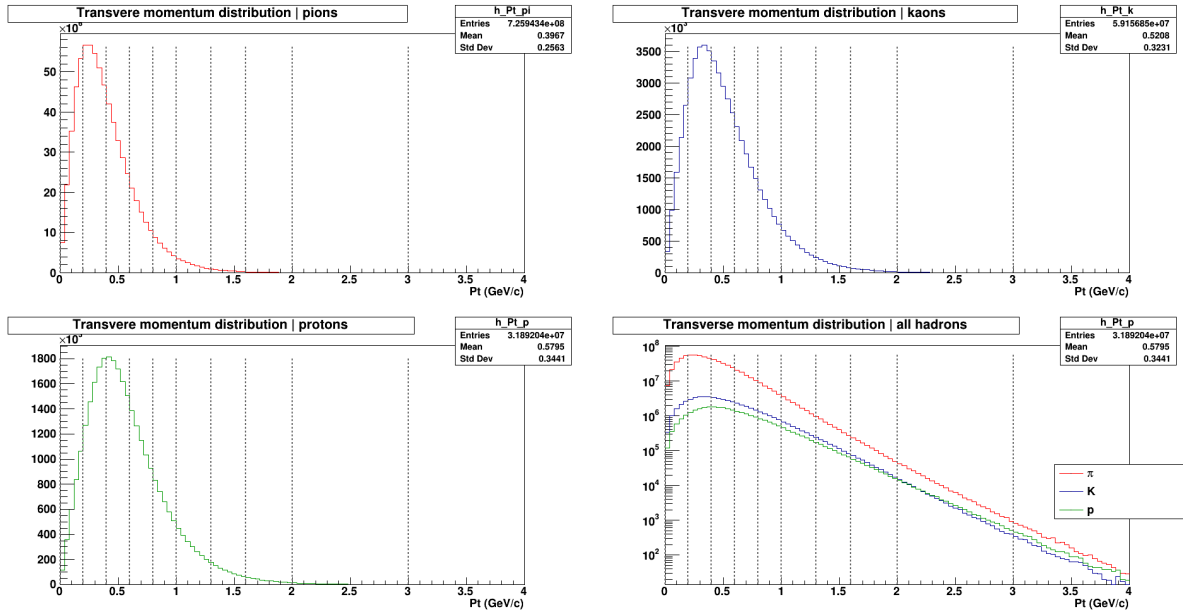 Transvere momentum distribution | pions
h_Pt_pi
Entries 7.259434e+08
Mean 0.3967
Std Dev 0.2563
×10⁶
50
40
30
20
10
0
0 0.5 1 1.5 2 2.5 3 3.5 4
Pt (GeV/c)
Transvere momentum distribution | kaons
h_Pt_k
Entries 5.915685e+07
Mean 0.5208
Std Dev 0.3231
×10³
3500
3000
2500
2000
1500
1000
500
0
0 0.5 1 1.5 2 2.5 3 3.5 4
Pt (GeV/c)
Transvere momentum distribution | protons
h_Pt_p
Entries 3.189204e+07
Mean 0.5795
Std Dev 0.3441
×10³
1800
1600
1400
1200
1000
800
600
400
200
0
0 0.5 1 1.5 2 2.5 3 3.5 4
Pt (GeV/c)
Transverse momentum distribution | all hadrons
h_Pt_p
Entries 3.189204e+07
Mean 0.5795
Std Dev 0.3441
10⁸
10⁷
10⁶
10⁵
10⁴
10³
10²
π
K
p
0 0.5 1 1.5 2 2.5 3 3.5 4
Pt (GeV/c)